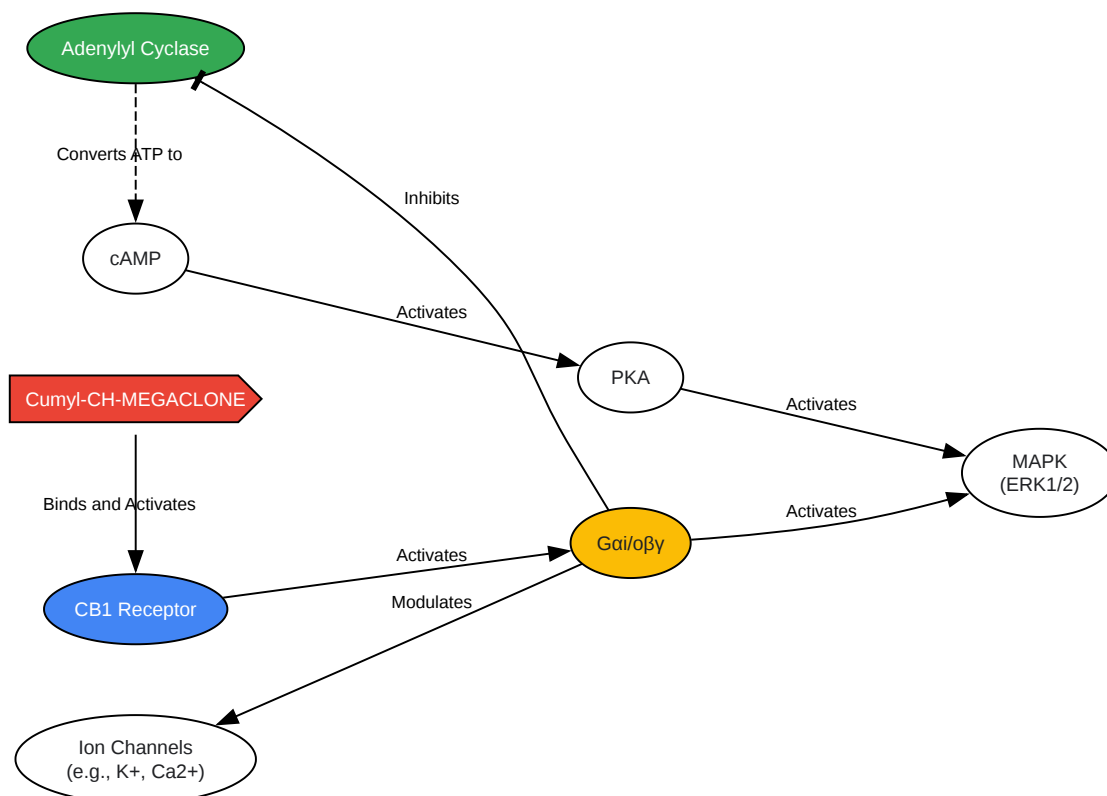 Adenylyl Cyclase
Converts ATP to
Inhibits
cAMP
Activates
PKA
Cumyl-CH-MEGACLONE
Activates
MAPK
(ERK1/2)
Binds and Activates
Activates
Gαi/oβγ
Activates
CB1 Receptor
Modulates
Ion Channels
(e.g., K+, Ca2+)